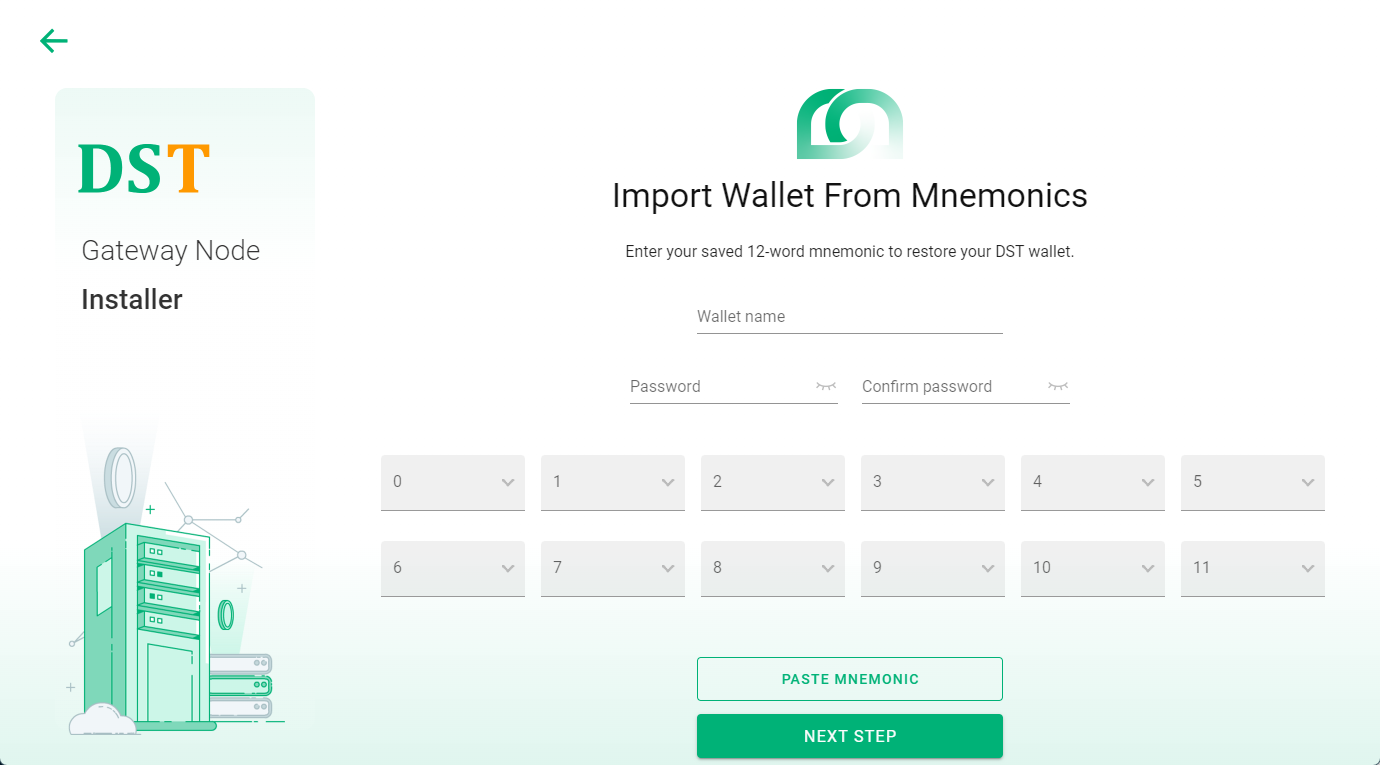 DST
Gateway Node
Installer
Import Wallet From Mnemonics
Enter your saved 12-word mnemonic to restore your DST wallet.
Wallet name
Password Confirm password
0 1 2 3 4 5
6 7 8 9 10 11
PASTE MNEMONIC
NEXT STEP